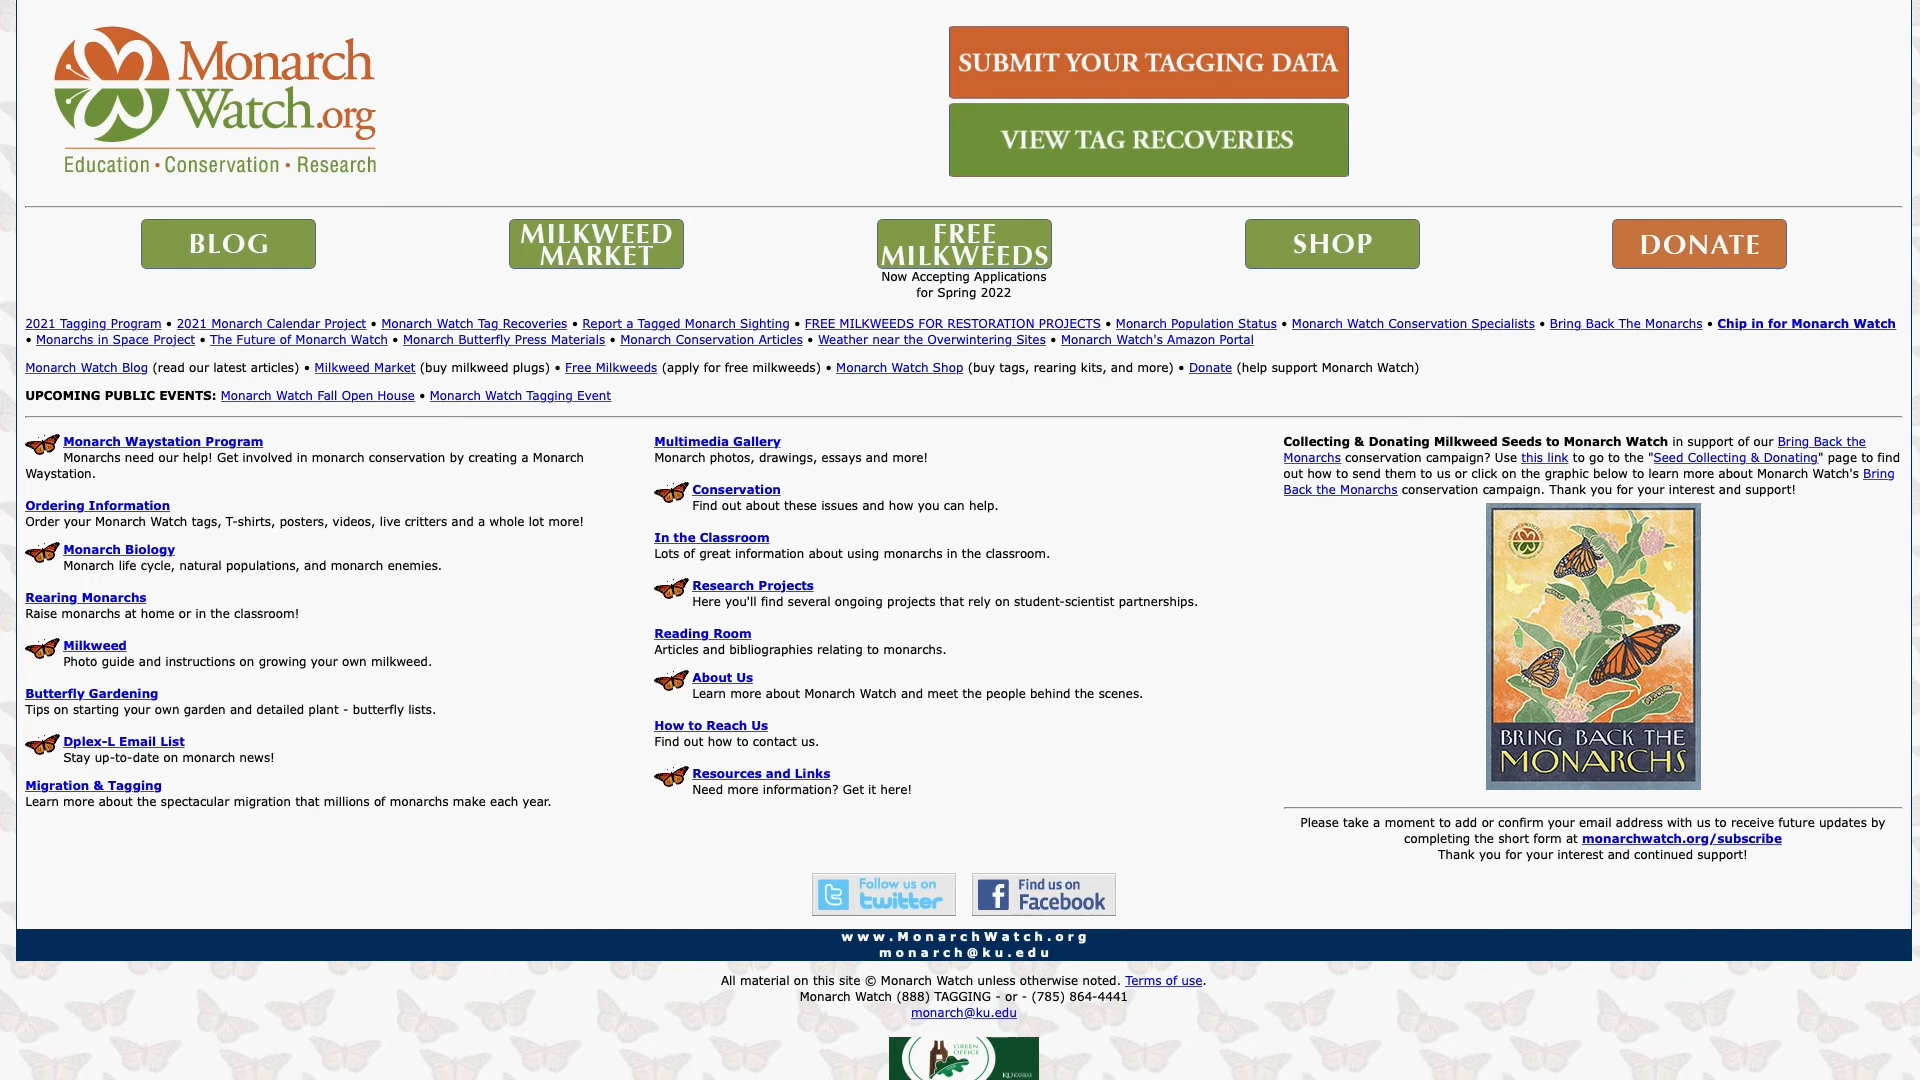 Monarch
Watch.org
Education • Conservation • Research
SUBMIT YOUR TAGGING DATA
VIEW TAG RECOVERIES
BLOG
MILKWEED
MARKET
FREE
MILKWEEDS
SHOP
DONATE
Now Accepting Applications
for Spring 2022
2021 Tagging Program • 2021 Monarch Calendar Project • Monarch Watch Tag Recoveries • Report a Tagged Monarch Sighting • FREE MILKWEEDS FOR RESTORATION PROJECTS • Monarch Population Status • Monarch Watch Conservation Specialists • Bring Back The Monarchs • Chip in for Monarch Watch
• Monarchs in Space Project • The Future of Monarch Watch • Monarch Butterfly Press Materials • Monarch Conservation Articles • Weather near the Overwintering Sites • Monarch Watch's Amazon Portal
Monarch Watch Blog (read our latest articles) • Milkweed Market (buy milkweed plugs) • Free Milkweeds (apply for free milkweeds) • Monarch Watch Shop (buy tags, rearing kits, and more) • Donate (help support Monarch Watch)
UPCOMING PUBLIC EVENTS: Monarch Watch Fall Open House • Monarch Watch Tagging Event
Monarch Waystation Program
Monarchs need our help! Get involved in monarch conservation by creating a Monarch
Waystation.
Ordering Information
Order your Monarch Watch tags, T-shirts, posters, videos, live critters and a whole lot more!
Monarch Biology
Monarch life cycle, natural populations, and monarch enemies.
Rearing Monarchs
Raise monarchs at home or in the classroom!
Milkweed
Photo guide and instructions on growing your own milkweed.
Butterfly Gardening
Tips on starting your own garden and detailed plant - butterfly lists.
Dplex-L Email List
Stay up-to-date on monarch news!
Migration & Tagging
Learn more about the spectacular migration that millions of monarchs make each year.
Multimedia Gallery
Monarch photos, drawings, essays and more!
Conservation
Find out about these issues and how you can help.
In the Classroom
Lots of great information about using monarchs in the classroom.
Research Projects
Here you'll find several ongoing projects that rely on student-scientist partnerships.
Reading Room
Articles and bibliographies relating to monarchs.
About Us
Learn more about Monarch Watch and meet the people behind the scenes.
How to Reach Us
Find out how to contact us.
Resources and Links
Need more information? Get it here!
Collecting & Donating Milkweed Seeds to Monarch Watch in support of our Bring Back the
Monarchs conservation campaign? Use this link to go to the "Seed Collecting & Donating" page to find
out how to send them to us or click on the graphic below to learn more about Monarch Watch's Bring
Back the Monarchs conservation campaign. Thank you for your interest and support!
BRING BACK THE
MONARCHS
Please take a moment to add or confirm your email address with us to receive future updates by
completing the short form at monarchwatch.org/subscribe
Thank you for your interest and continued support!
Follow us on
twitter
Find us on
Facebook
www.MonarchWatch.org
monarch@ku.edu
All material on this site © Monarch Watch unless otherwise noted. Terms of use.
Monarch Watch (888) TAGGING - or - (785) 864-4441
monarch@ku.edu
GREEN
OFFICE
KU KANSAS